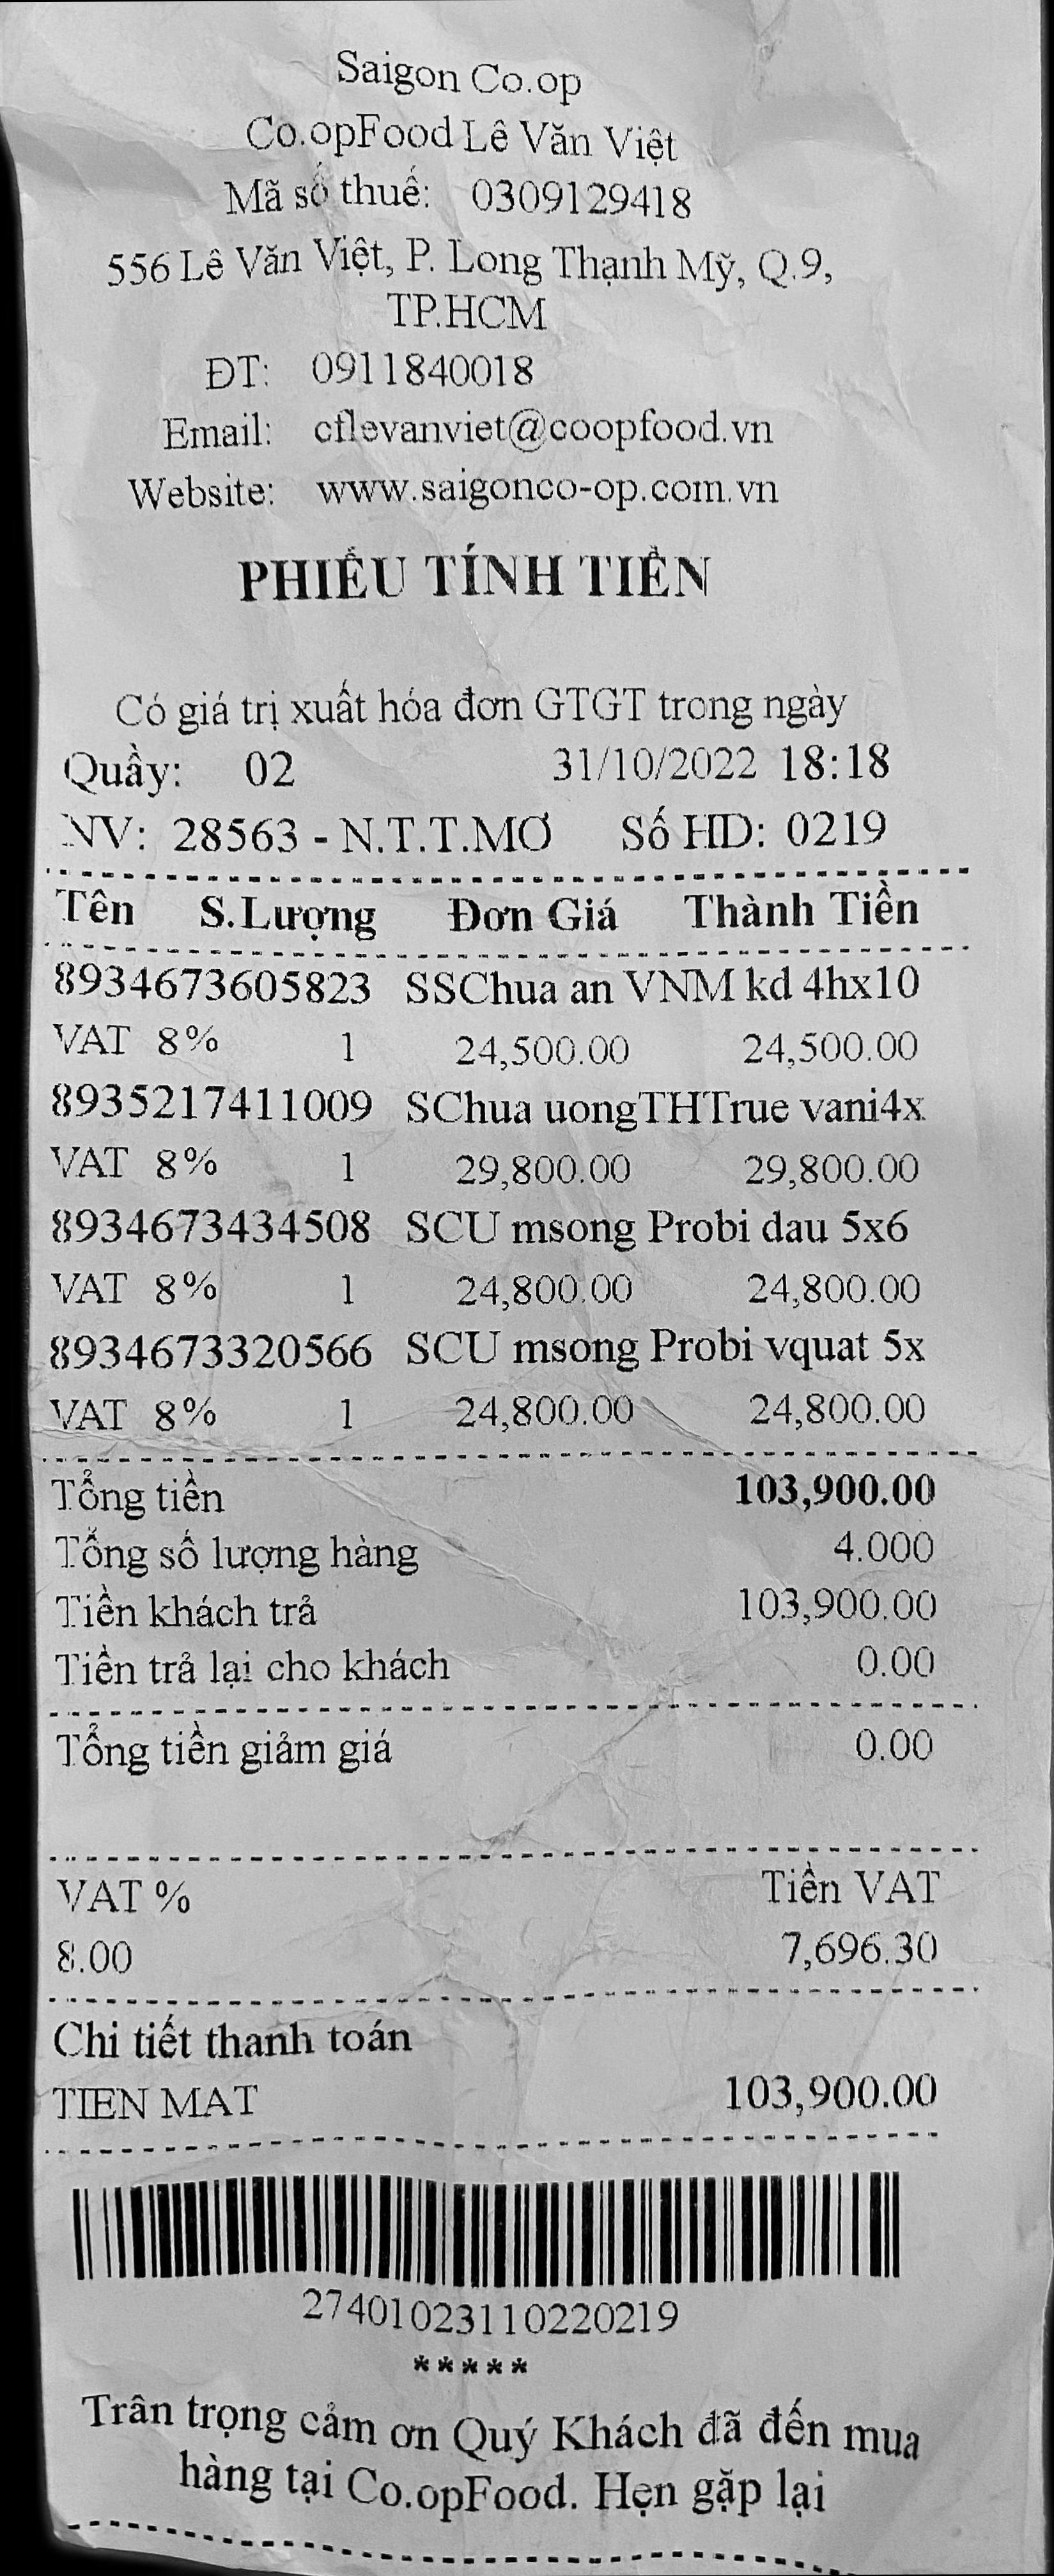 Saigon Co.op
Co.opFood Lê Văn Việt
Mã số thuế: 0309129418
556 Lê Văn Việt, P. Long Thạnh Mỹ, Q.9,
TP.HCM
ĐT: 0911840018
Email: cflevanviet@coopfood.vn
Website: www.saigonco-op.com.vn
PHIẾU TÍNH TIỀN
Có giá trị xuất hóa đơn GTGT trong ngày
Quầy: 02 31/10/2022 18:18
NV: 28563 - N.T.T.MƠ Số HD: 0219
Tên S.Lượng Đơn Giá Thành Tiền
8934673605823 SSChua an VNM kd 4hx10
VAT 8% 1 24,500.00 24,500.00
8935217411009 SChua uongTHTrue vani4x
VAT 8% 1 29,800.00 29,800.00
8934673434508 SCU msong Probi dau 5x6
VAT 8% 1 24,800.00 24,800.00
8934673320566 SCU msong Probi vquat 5x
VAT 8% 1 24,800.00 24,800.00
Tổng tiền 103,900.00
Tổng số lượng hàng 4.000
Tiền khách trả 103,900.00
Tiền trả lại cho khách 0.00
Tổng tiền giảm giá 0.00
VAT % Tiền VAT
8.00 7,696.30
Chi tiết thanh toán
TIEN MAT 103,900.00
27401023110220219
*****
Trân trọng cảm ơn Quý Khách đã đến mua
hàng tại Co.opFood. Hẹn gặp lại